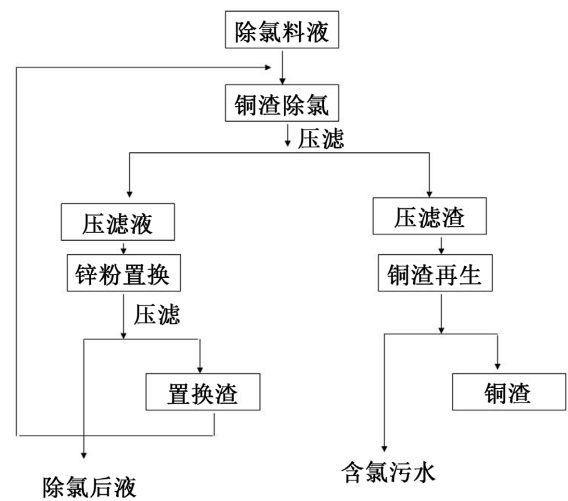 除氯料液
铜渣除氯
压滤
压滤液
压滤渣
锌粉置换
铜渣再生
压滤
置换渣
铜渣
除氯后液
含氯污水